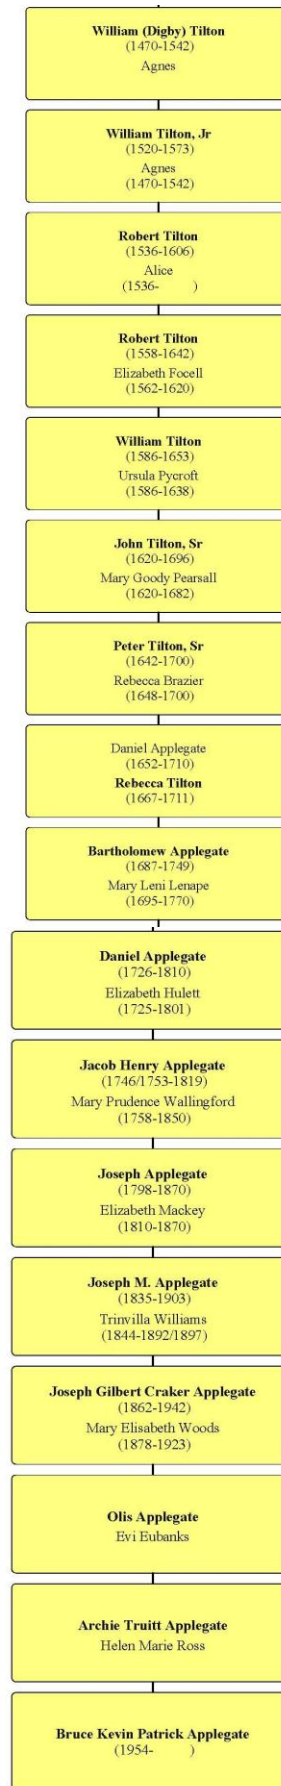 William (Digby) Tilton
(1470-1542)
Agnes
William Tilton, Jr
(1520-1573)
Agnes
(1470-1542)
Robert Tilton
(1536-1606)
Alice
(1536- )
Robert Tilton
(1558-1642)
Elizabeth Focell
(1562-1620)
William Tilton
(1586-1653)
Ursula Pycroft
(1586-1638)
John Tilton, Sr
(1620-1696)
Mary Goody Pearsall
(1620-1682)
Peter Tilton, Sr
(1642-1700)
Rebecca Brazier
(1648-1700)
Daniel Applegate
(1652-1710)
Rebecca Tilton
(1667-1711)
Bartholomew Applegate
(1687-1749)
Mary Leni Lenape
(1695-1770)
Daniel Applegate
(1726-1810)
Elizabeth Hulett
(1725-1801)
Jacob Henry Applegate
(1746/1753-1819)
Mary Prudence Wallingford
(1758-1850)
Joseph Applegate
(1798-1870)
Elizabeth Mackey
(1810-1870)
Joseph M. Applegate
(1835-1903)
Trinvilla Williams
(1844-1892/1897)
Joseph Gilbert Craker Applegate
(1862-1942)
Mary Elisabeth Woods
(1878-1923)
Olis Applegate
Evi Eubanks
Archie Truitt Applegate
Helen Marie Ross
Bruce Kevin Patrick Applegate
(1954- )